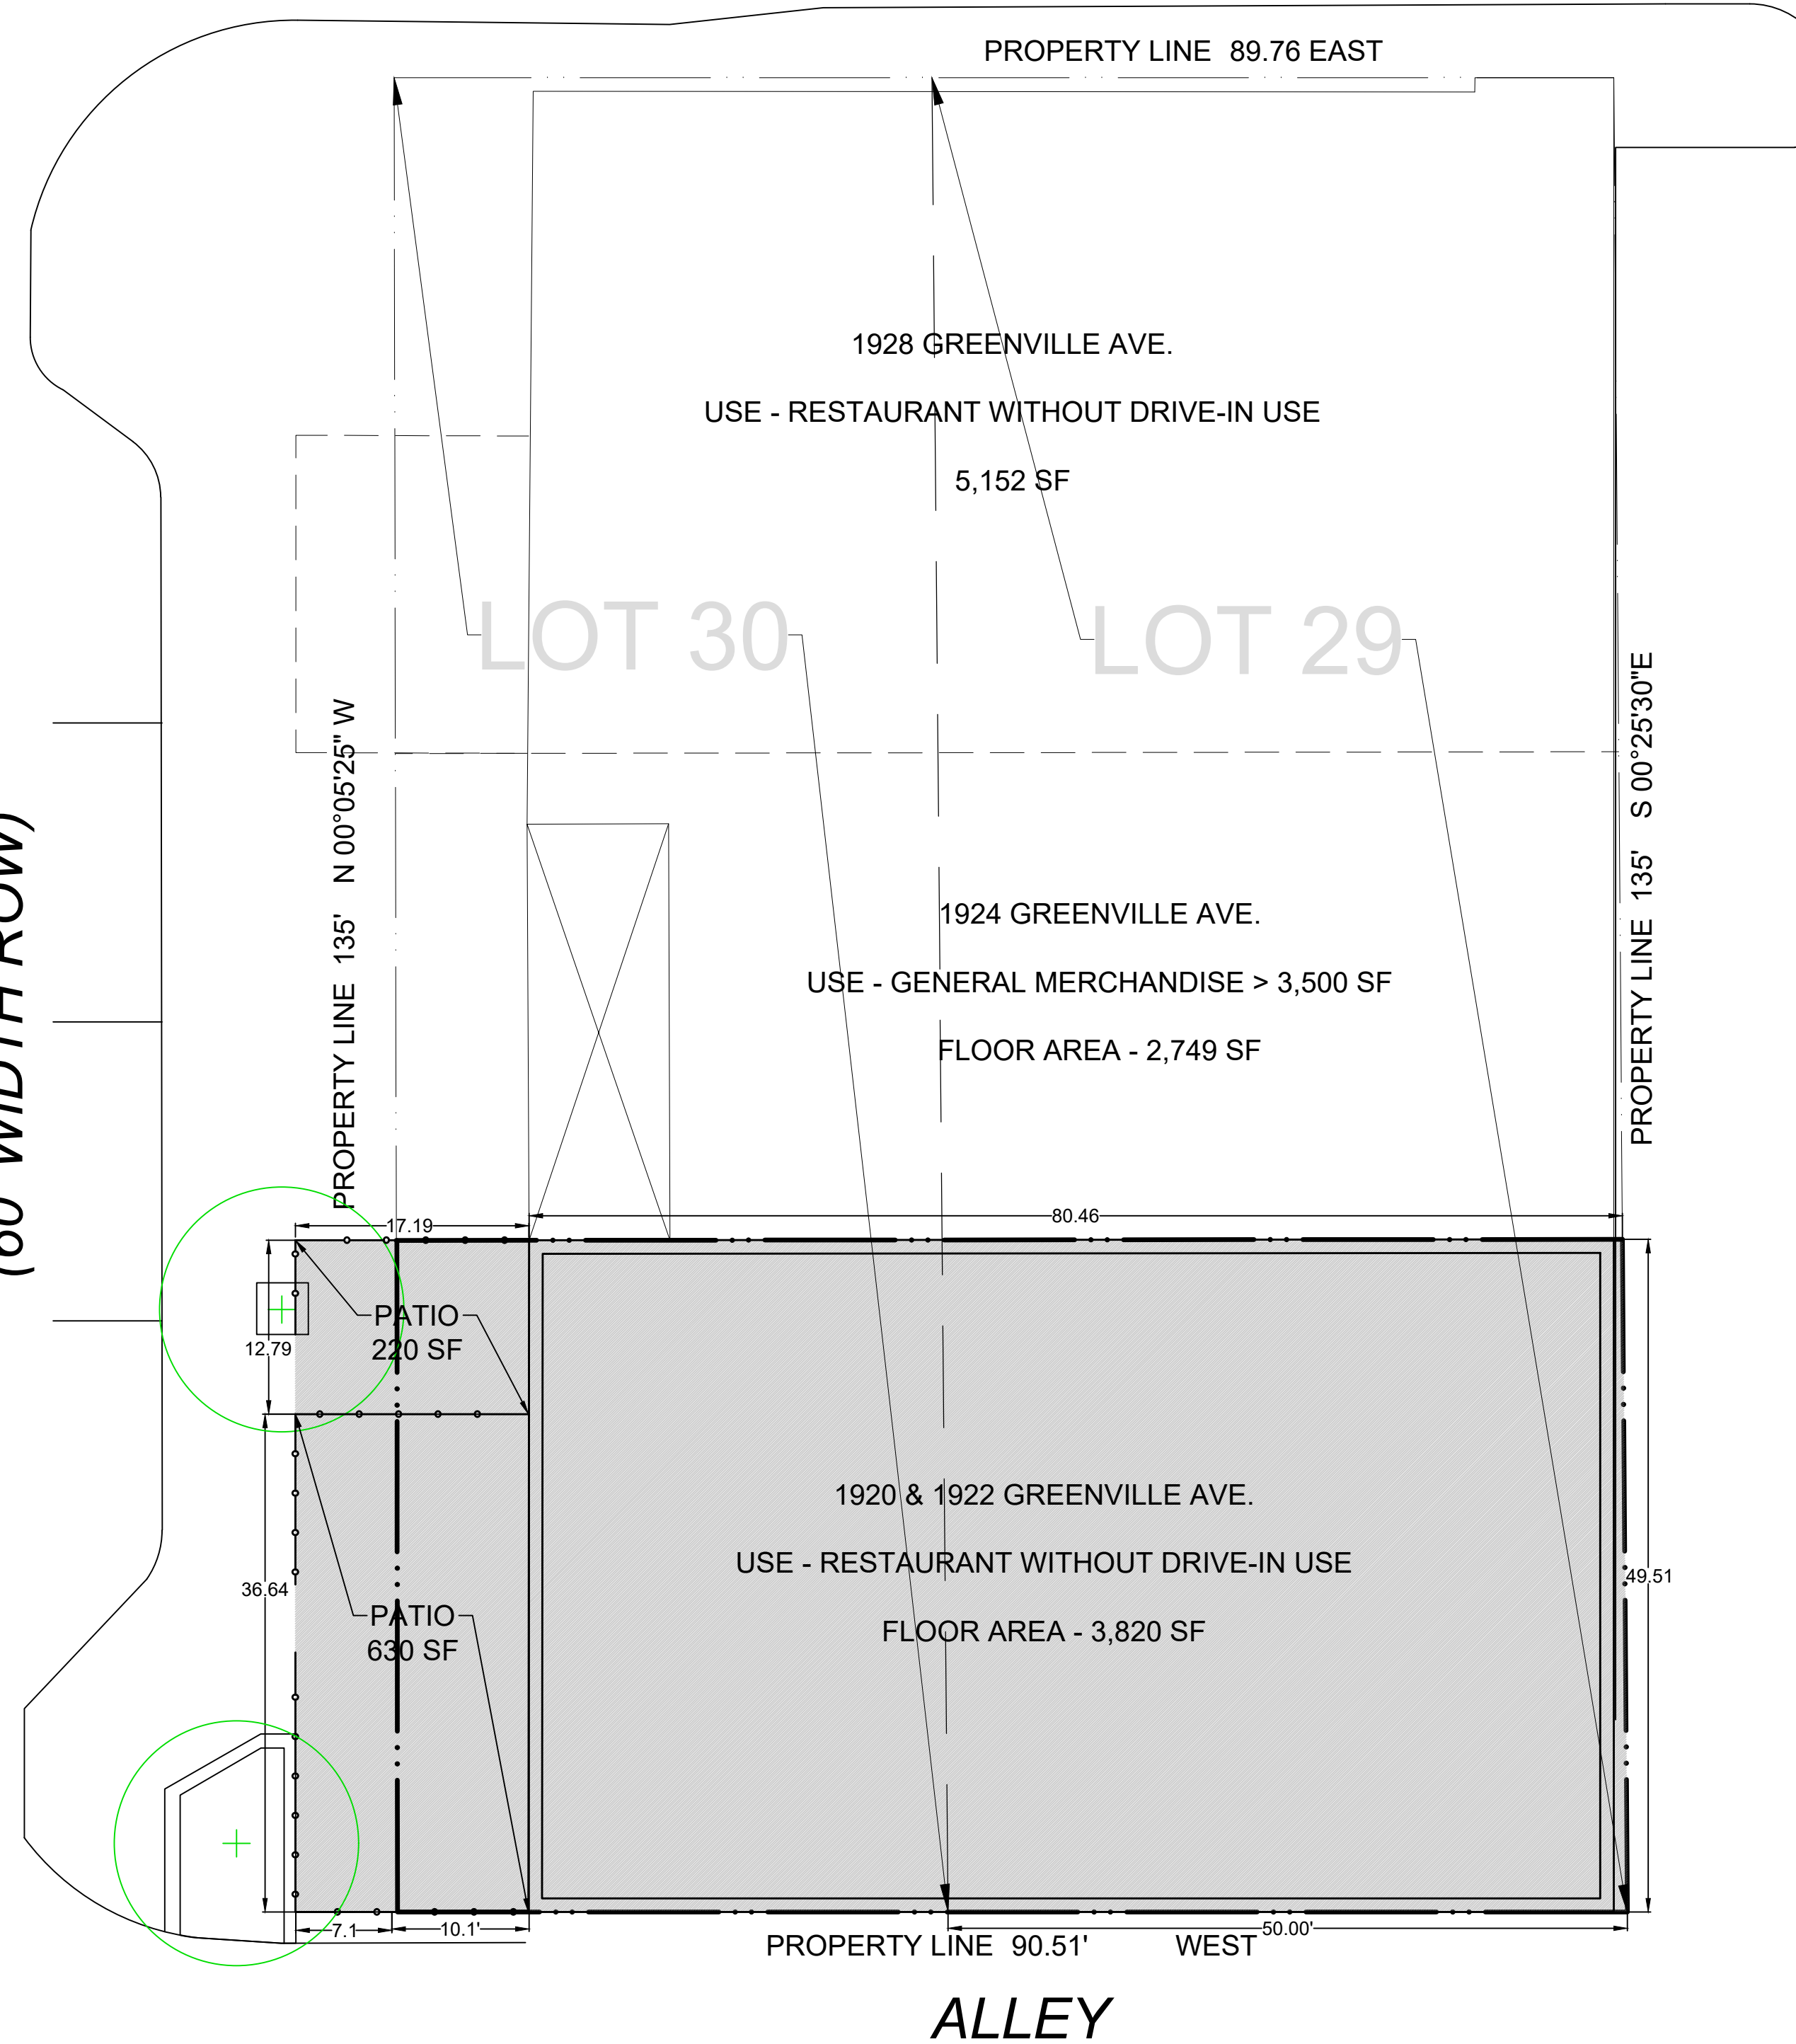 PROPERTY LINE 89.76 EAST
1928 GREENVILLE AVE.
USE - RESTAURANT WITHOUT DRIVE-IN USE
5,152 SF
LOT 30
LOT 29
PROPERTY LINE 135' N 00°05'25" W
PROPERTY LINE 135' S 00°25'30"E
WIDTH ROW)
1924 GREENVILLE AVE.
USE - GENERAL MERCHANDISE > 3,500 SF
FLOOR AREA - 2,749 SF
17.19
80.46
PATIO
220 SF
12.79
1920 & 1922 GREENVILLE AVE.
USE - RESTAURANT WITHOUT DRIVE-IN USE
FLOOR AREA - 3,820 SF
36.64
49.51
PATIO
630 SF
7.1
10.1'
50.00'
PROPERTY LINE 90.51' WEST
ALLEY